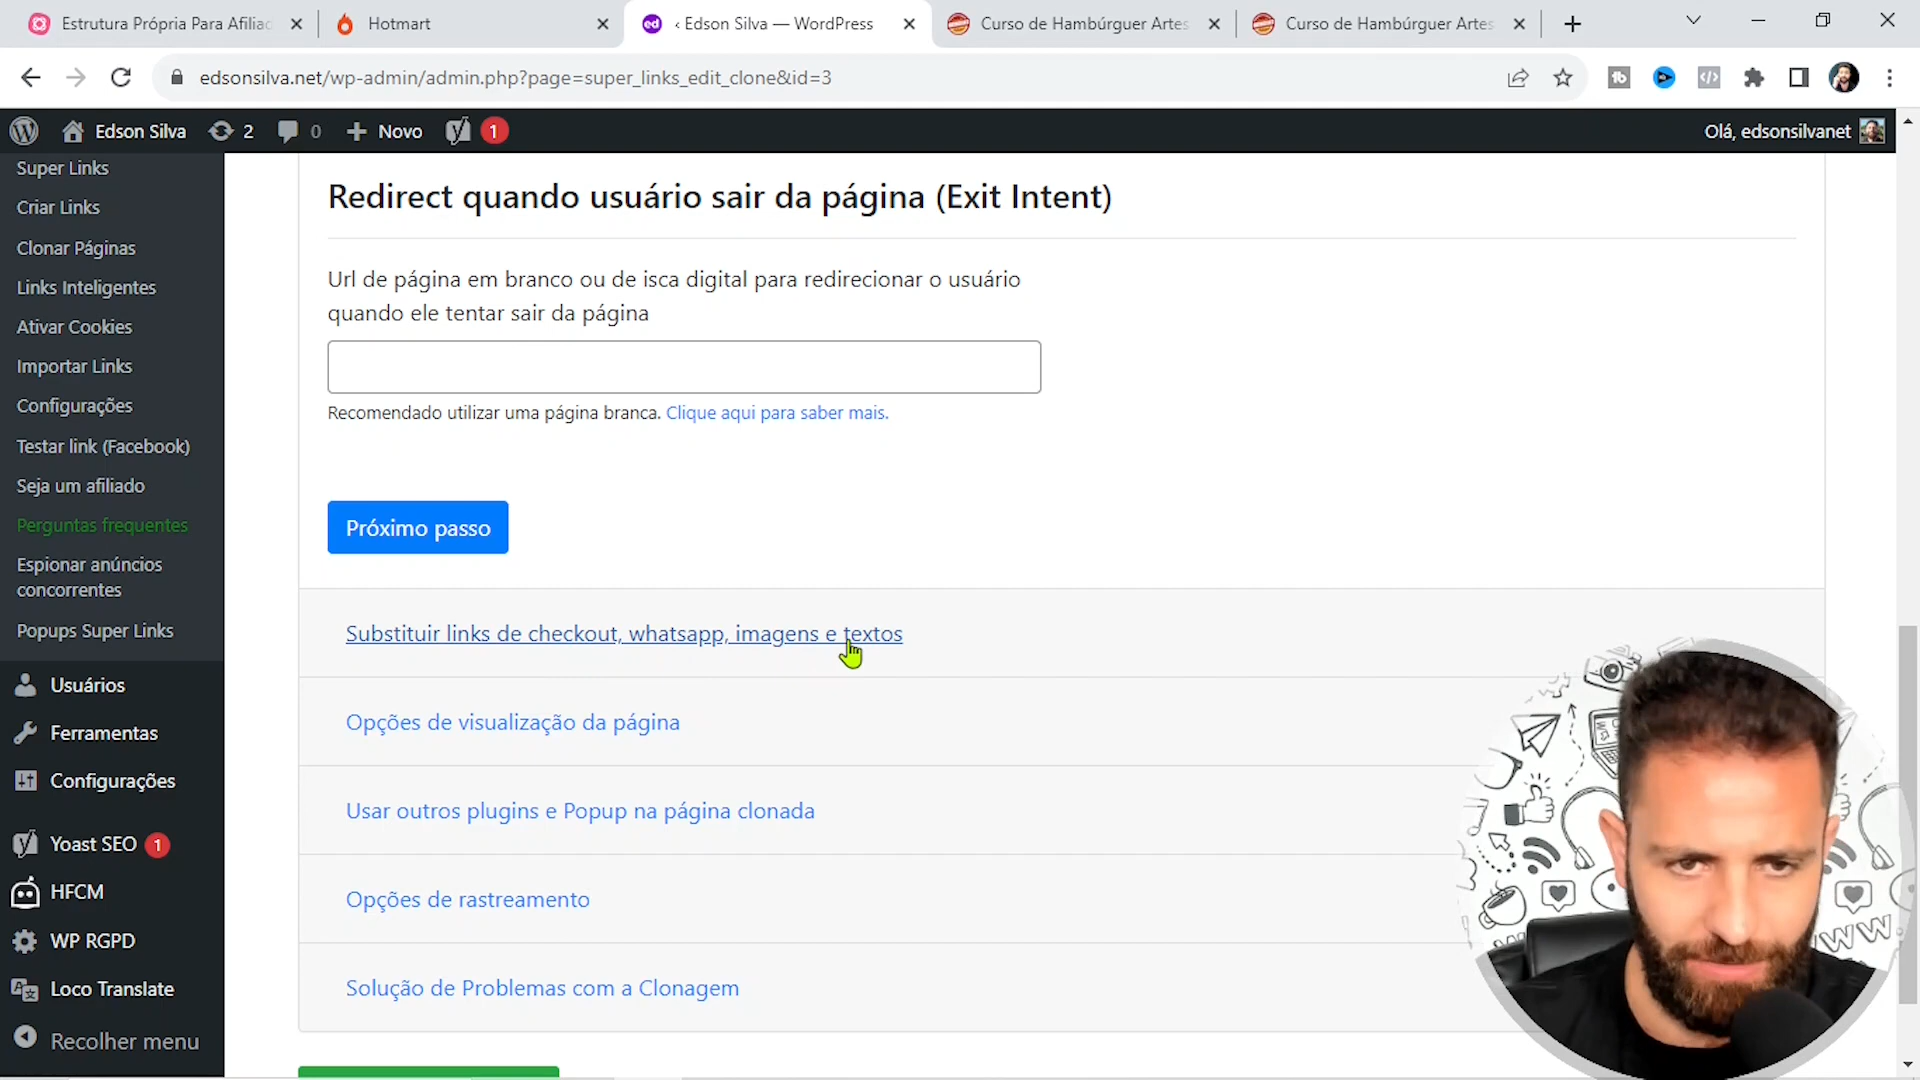 Estrutura Própria Para Afiliad
Hotmart
‹ Edson Silva — WordPress
Curso de Hambúrguer Artes
Curso de Hambúrguer Artes
edsonsilva.net/wp-admin/admin.php?page=super_links_edit_clone&id=3
Edson Silva
2
0
Novo
1
Olá, edsonsilvanet
Super Links
Criar Links
Clonar Páginas
Links Inteligentes
Ativar Cookies
Importar Links
Configurações
Testar link (Facebook)
Seja um afiliado
Perguntas frequentes
Espionar anúncios
concorrentes
Popups Super Links
Usuários
Ferramentas
Configurações
Yoast SEO 1
HFCM
WP RGPD
Loco Translate
Recolher menu
Redirect quando usuário sair da página (Exit Intent)
Url de página em branco ou de isca digital para redirecionar o usuário
quando ele tentar sair da página
Recomendado utilizar uma página branca. Clique aqui para saber mais.
Próximo passo
Substituir links de checkout, whatsapp, imagens e textos
Opções de visualização da página
Usar outros plugins e Popup na página clonada
Opções de rastreamento
Solução de Problemas com a Clonagem